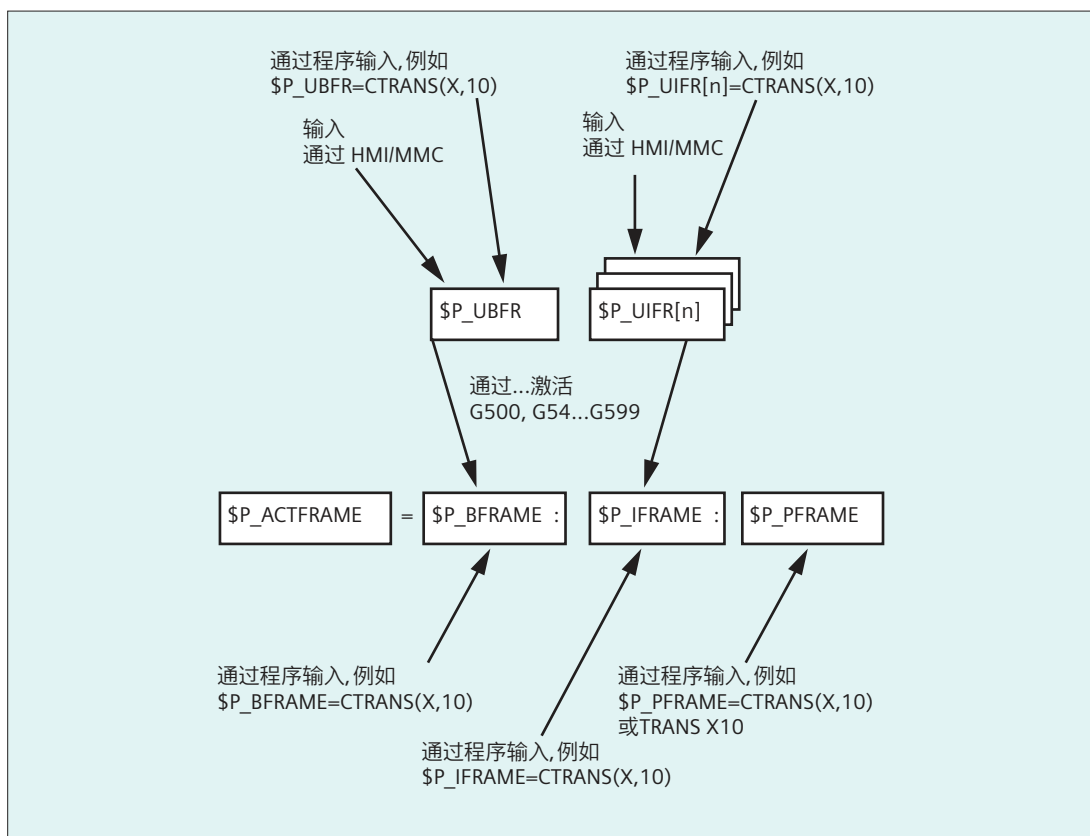 通过程序输入,例如
$P_UBFR=CTRANS(X,10)
输入
通过 HMI/MMC
通过程序输入,例如
$P_UIFR[n]=CTRANS(X,10)
输入
通过 HMI/MMC
$P_UBFR
$P_UIFR[n]
通过...激活
G500, G54...G599
$P_ACTFRAME = $P_BFRAME : $P_IFRAME : $P_PFRAME
通过程序输入,例如
$P_BFRAME=CTRANS(X,10)
通过程序输入,例如
$P_PFRAME=CTRANS(X,10)
或TRANS X10
通过程序输入,例如
$P_IFRAME=CTRANS(X,10)